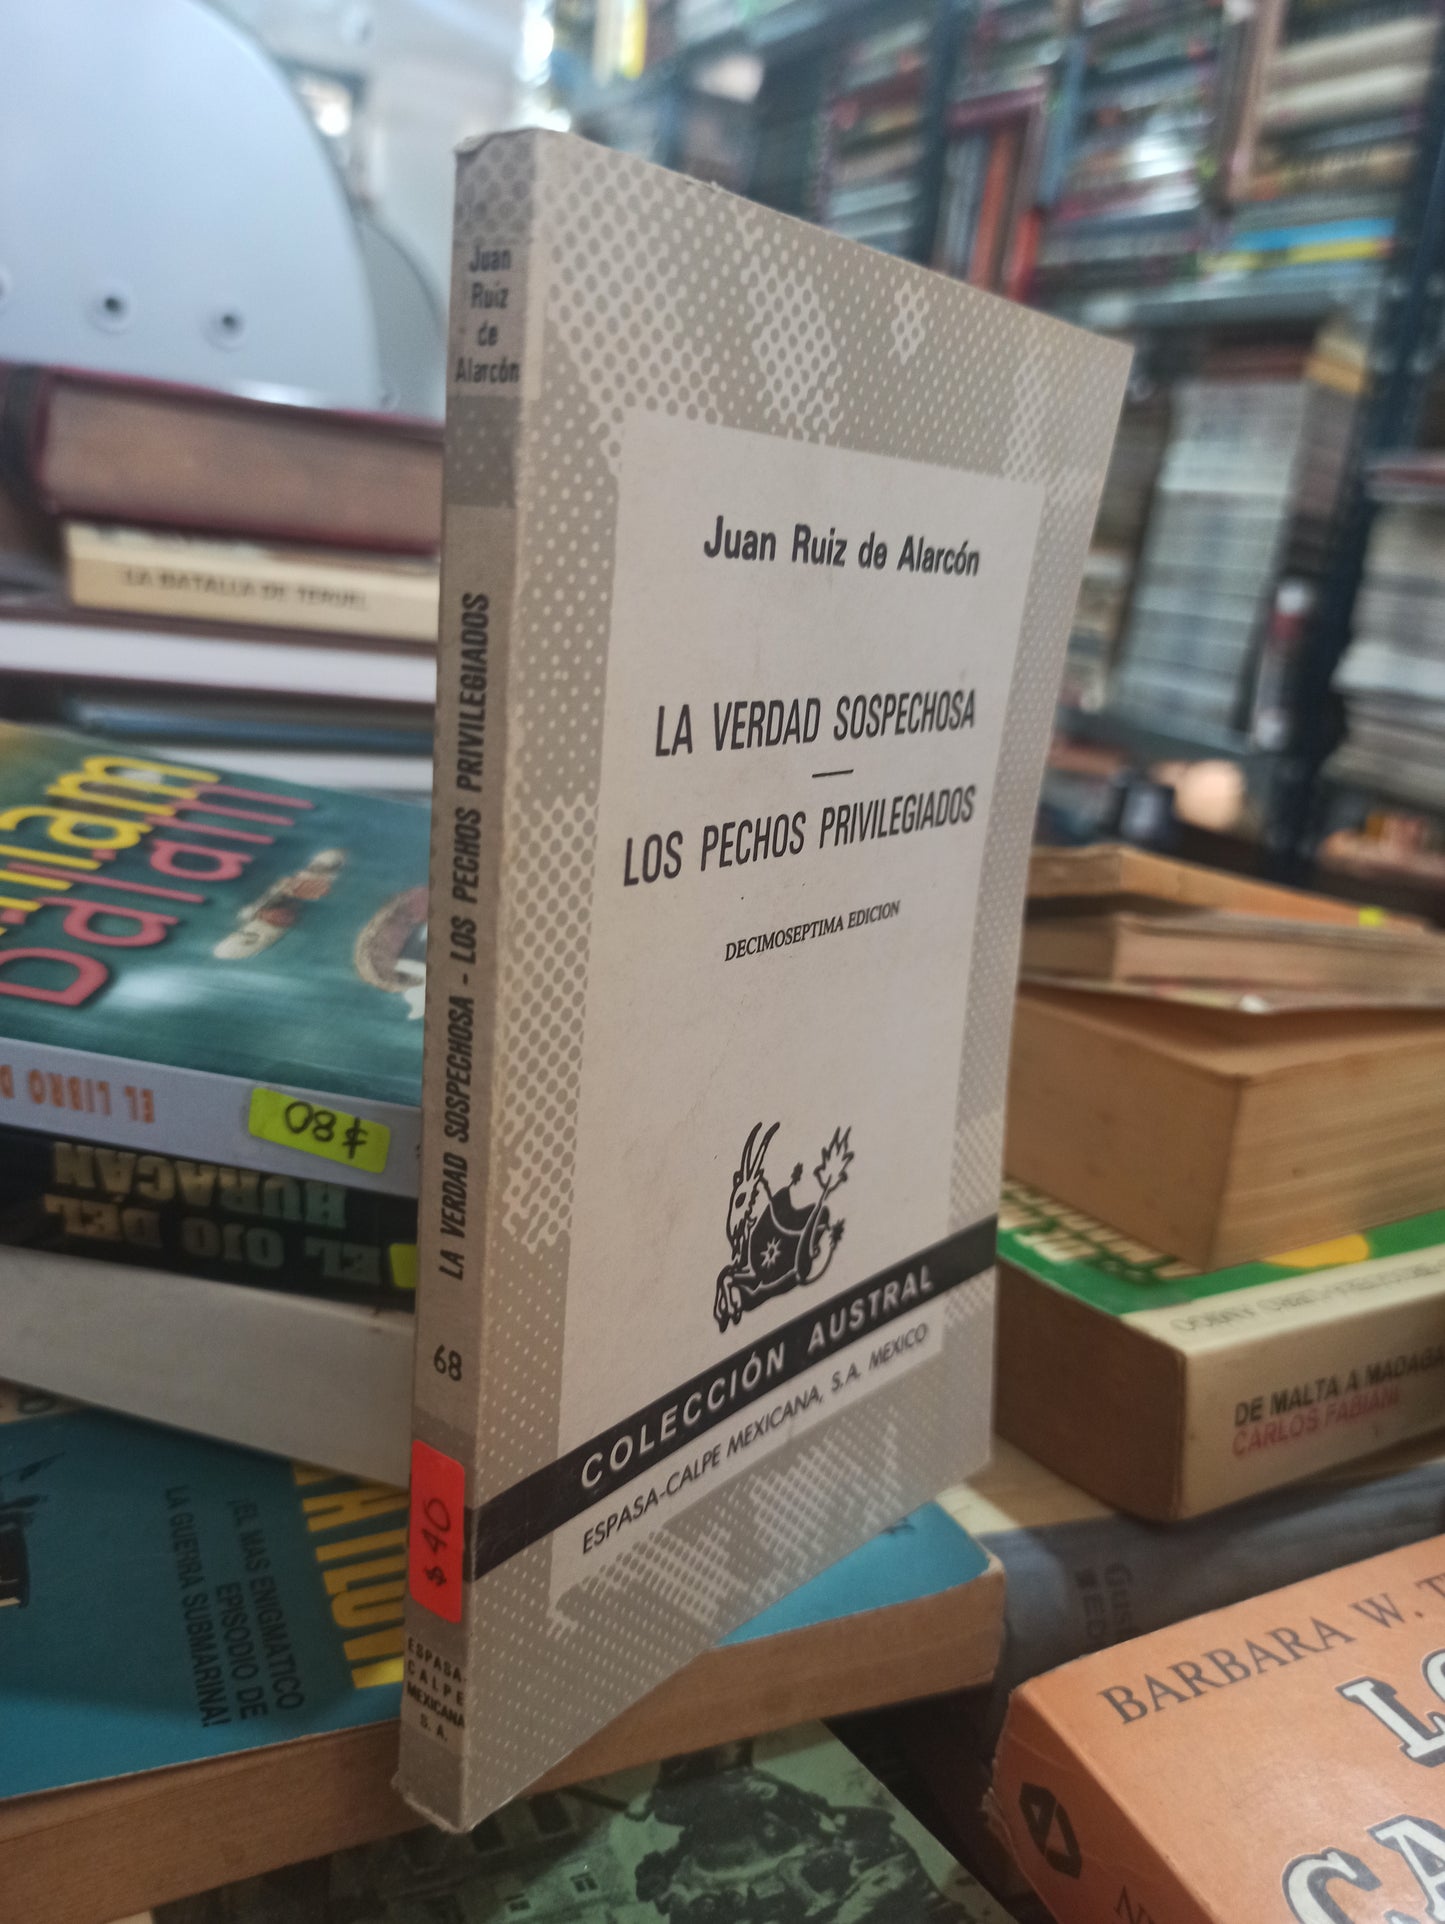 Juan
Ruiz
de
Alarcón
LA VERDAD SOSPECHOSA - LOS PECHOS PRIVILEGIADOS
68
$40
ESPASA-
CALPE
MEXICANA
S. A.
Juan Ruiz de Alarcón
LA VERDAD SOSPECHOSA
LOS PECHOS PRIVILEGIADOS
DECIMOSEPTIMA EDICION
COLECCIÓN AUSTRAL
ESPASA-CALPE MEXICANA, S.A. MEXICO
LA BATALLA DE TERUEL
EL LIBRO D
80$
EL OJO DEL
HURACÁN
¡EL MAS ENIGMATICO
EPISODIO DE
LA GUERRA SUBMARINA!
DE MALTA A MADAGA
CARLOS FABIANI
BARBARA W. T